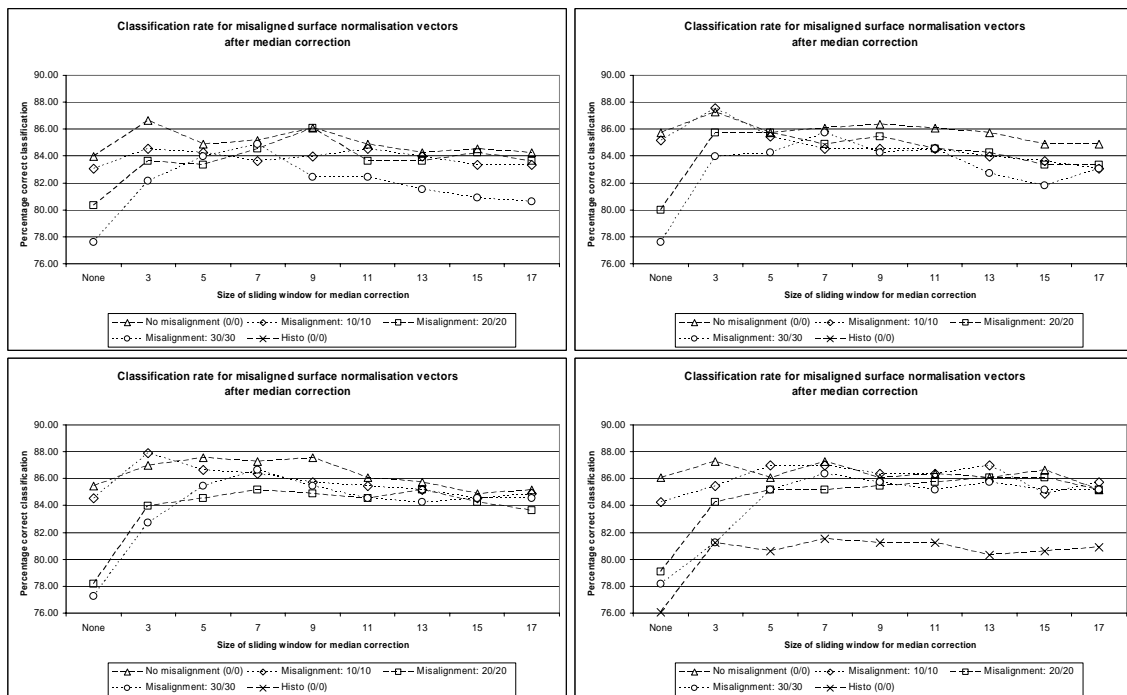 Classification rate for misaligned surface normalisation vectors
after median correction
Percentage correct classification
90.00
88.00
86.00
84.00
82.00
80.00
78.00
76.00
None 3 5 7 9 11 13 15 17
Size of sliding window for median correction
No misalignment (0/0) Misalignment: 10/10 Misalignment: 20/20
Misalignment: 30/30 Histo (0/0)
Classification rate for misaligned surface normalisation vectors
after median correction
Percentage correct classification
90.00
88.00
86.00
84.00
82.00
80.00
78.00
76.00
None 3 5 7 9 11 13 15 17
Size of sliding window for median correction
No misalignment (0/0) Misalignment: 10/10 Misalignment: 20/20
Misalignment: 30/30 Histo (0/0)
Classification rate for misaligned surface normalisation vectors
after median correction
Percentage correct classification
90.00
88.00
86.00
84.00
82.00
80.00
78.00
76.00
None 3 5 7 9 11 13 15 17
Size of sliding window for median correction
No misalignment (0/0) Misalignment: 10/10 Misalignment: 20/20
Misalignment: 30/30 Histo (0/0)
Classification rate for misaligned surface normalisation vectors
after median correction
Percentage correct classification
90.00
88.00
86.00
84.00
82.00
80.00
78.00
76.00
None 3 5 7 9 11 13 15 17
Size of sliding window for median correction
No misalignment (0/0) Misalignment: 10/10 Misalignment: 20/20
Misalignment: 30/30 Histo (0/0)